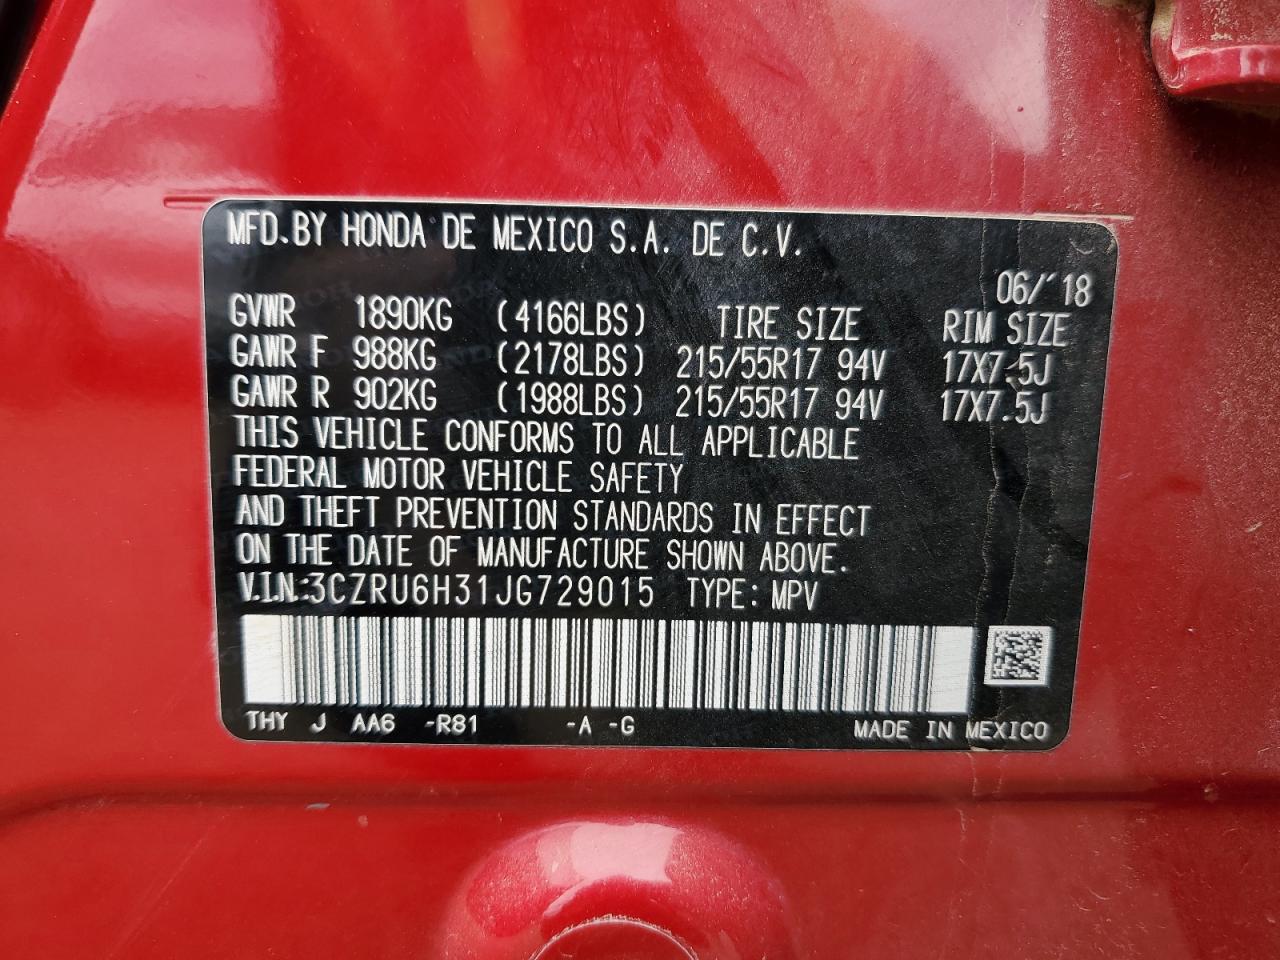 MFD.BY HONDA DE MEXICO S.A. DE C.V.
06/'18
GVWR 1890KG (4166LBS) TIRE SIZE RIM SIZE
GAWR F 988KG (2178LBS) 215/55R17 94V 17X7.5J
GAWR R 902KG (1988LBS) 215/55R17 94V 17X7.5J
THIS VEHICLE CONFORMS TO ALL APPLICABLE
FEDERAL MOTOR VEHICLE SAFETY
AND THEFT PREVENTION STANDARDS IN EFFECT
ON THE DATE OF MANUFACTURE SHOWN ABOVE.
V.I.N.:3CZRU6H31JG729015 TYPE: MPV
THY J AA6 -R81 -A -G MADE IN MEXICO